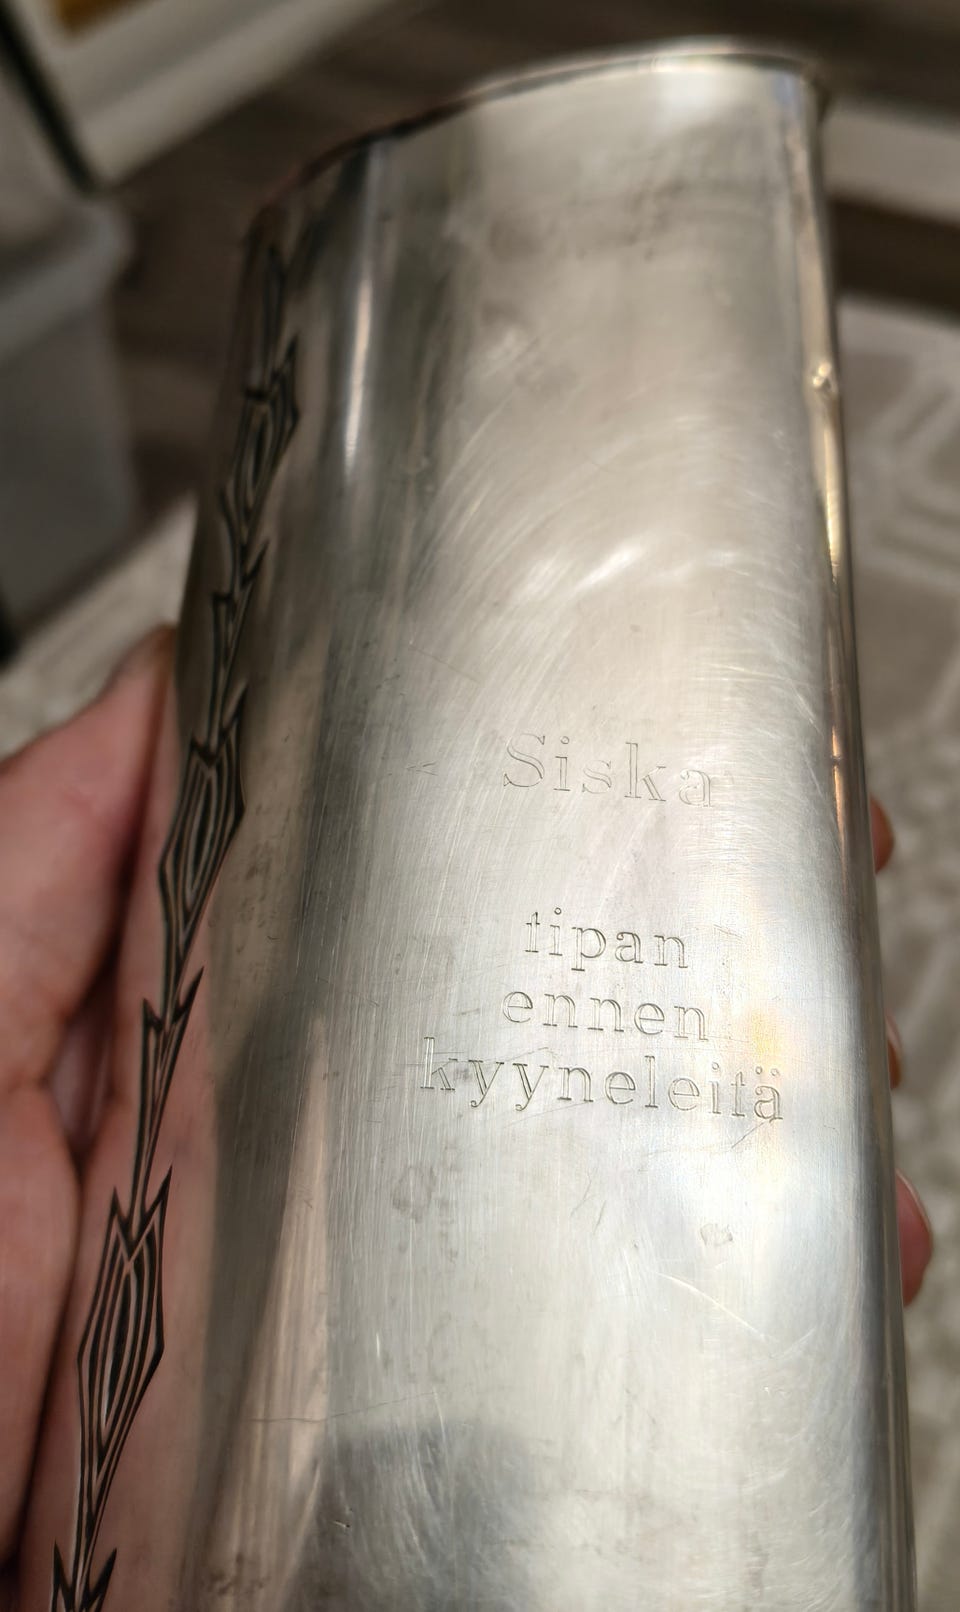 Siska
tipan
ennen
kyyneleitä